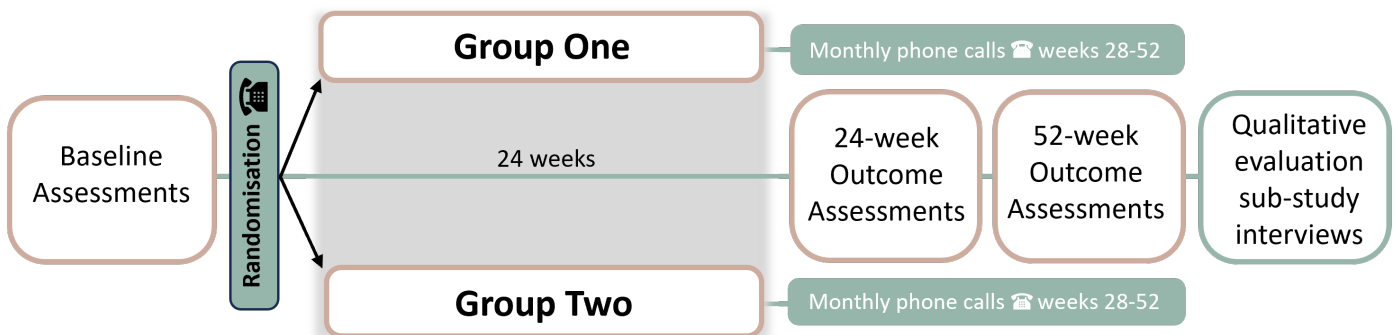 Baseline
Assessments
Randomisation
Group One
24 weeks
Group Two
Monthly phone calls ☎ weeks 28-52
24-week
Outcome
Assessments
52-week
Outcome
Assessments
Qualitative
evaluation
sub-study
interviews
Monthly phone calls ☎ weeks 28-52